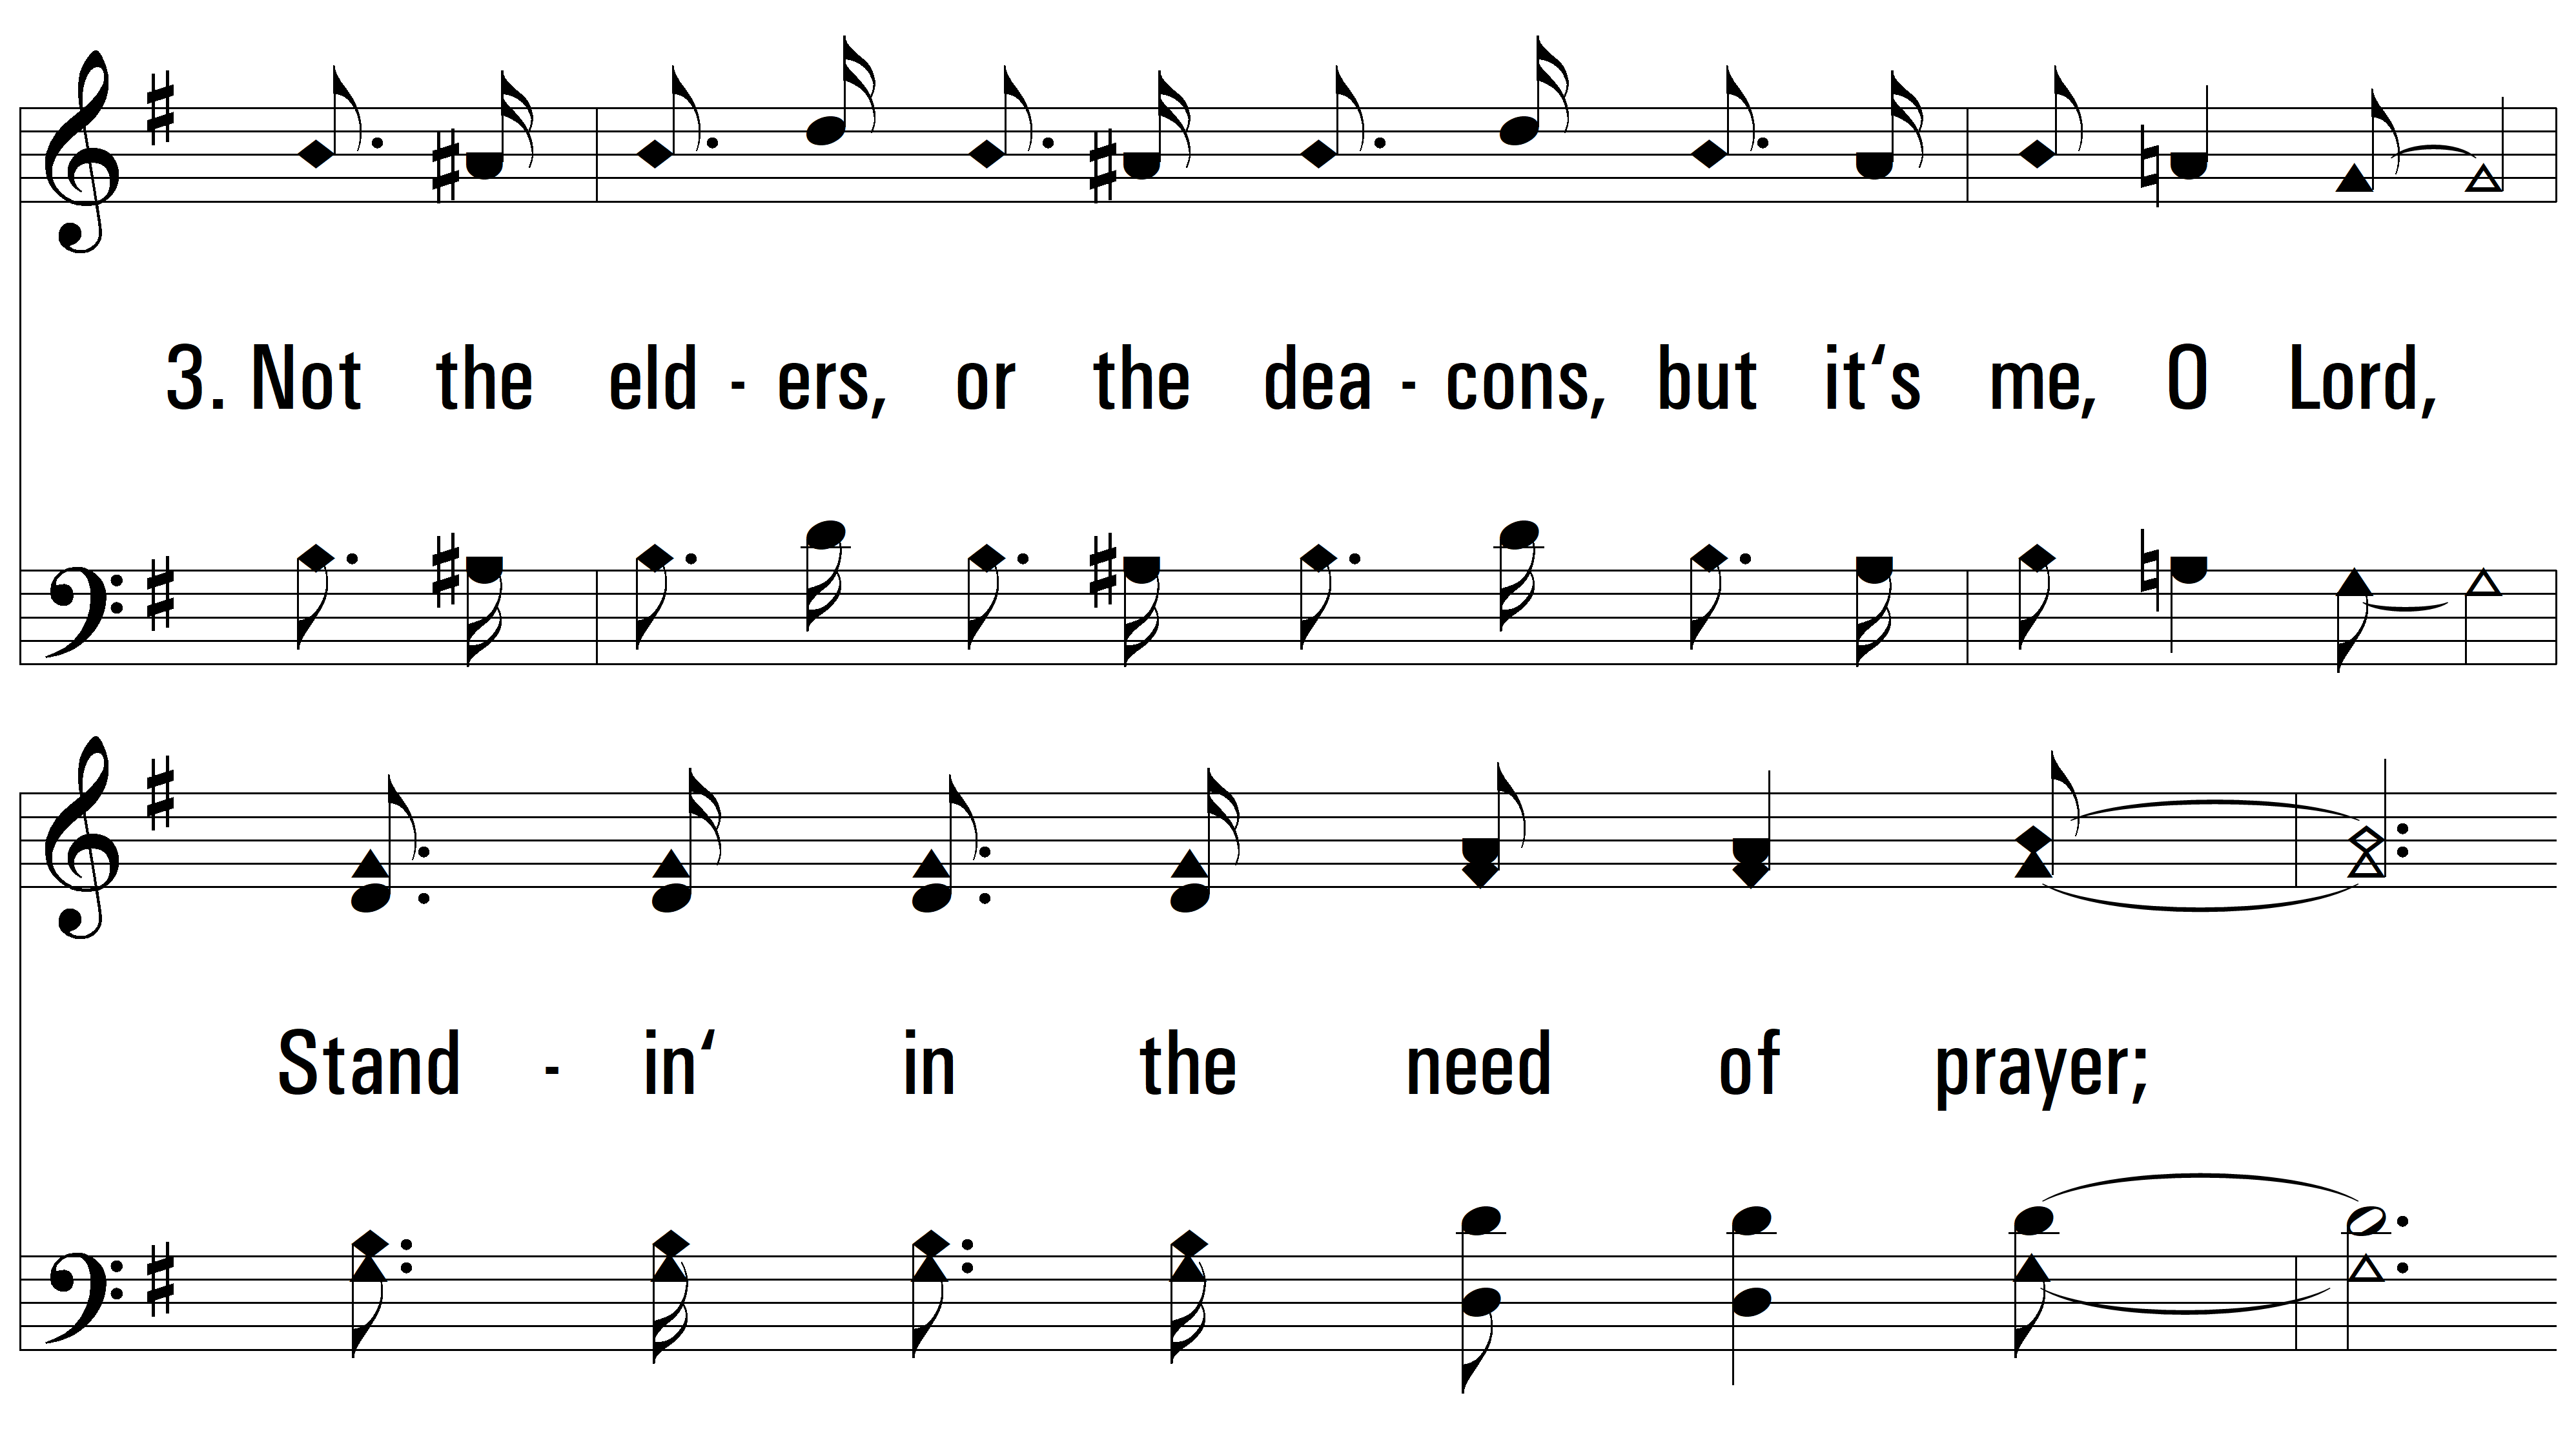 3. Not the eld - ers, or the dea - cons, but it‘s me, O Lord,
Stand - in‘ in the need of prayer;